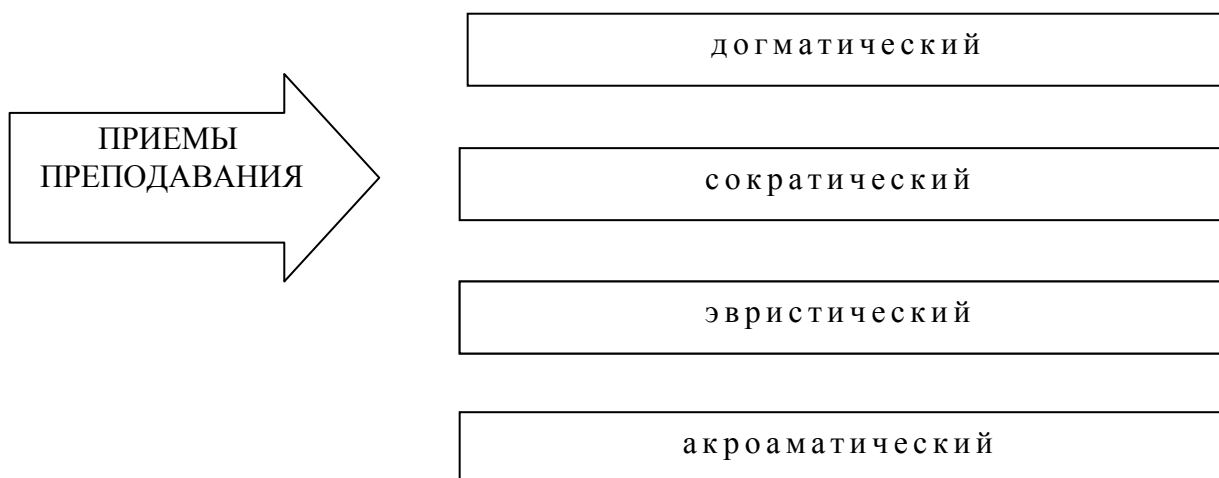 ПРИЕМЫ
ПРЕПОДАВАНИЯ
догматический
сократический
эвристический
акроаматический